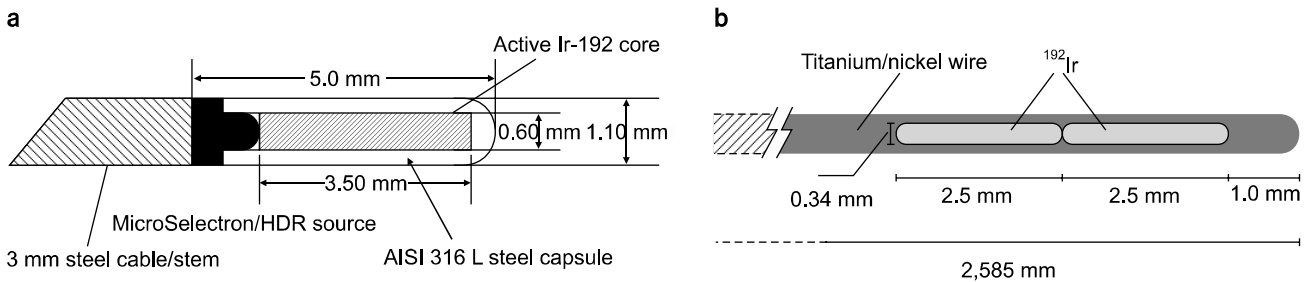 a
Active Ir-192 core
5.0 mm
0.60 mm
1.10 mm
3.50 mm
MicroSelectron/HDR source
3 mm steel cable/stem
AISI 316 L steel capsule
b
Titanium/nickel wire
¹⁹²Ir
0.34 mm
2.5 mm
2.5 mm
1.0 mm
2,585 mm